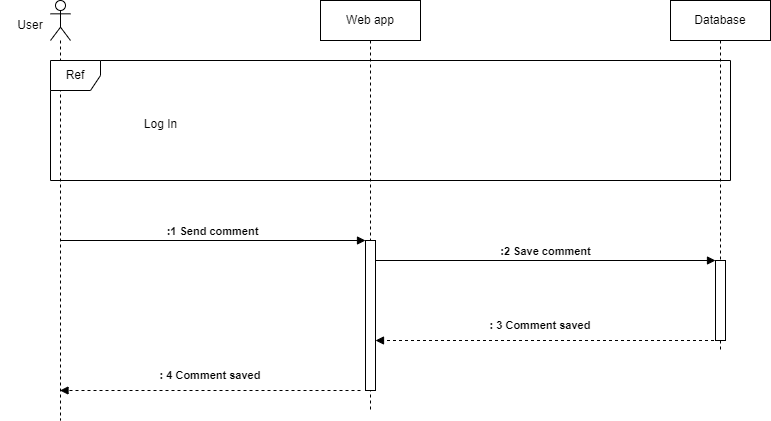 User
Web app
Database
Ref
Log In
:1 Send comment
:2 Save comment
: 3 Comment saved
: 4 Comment saved